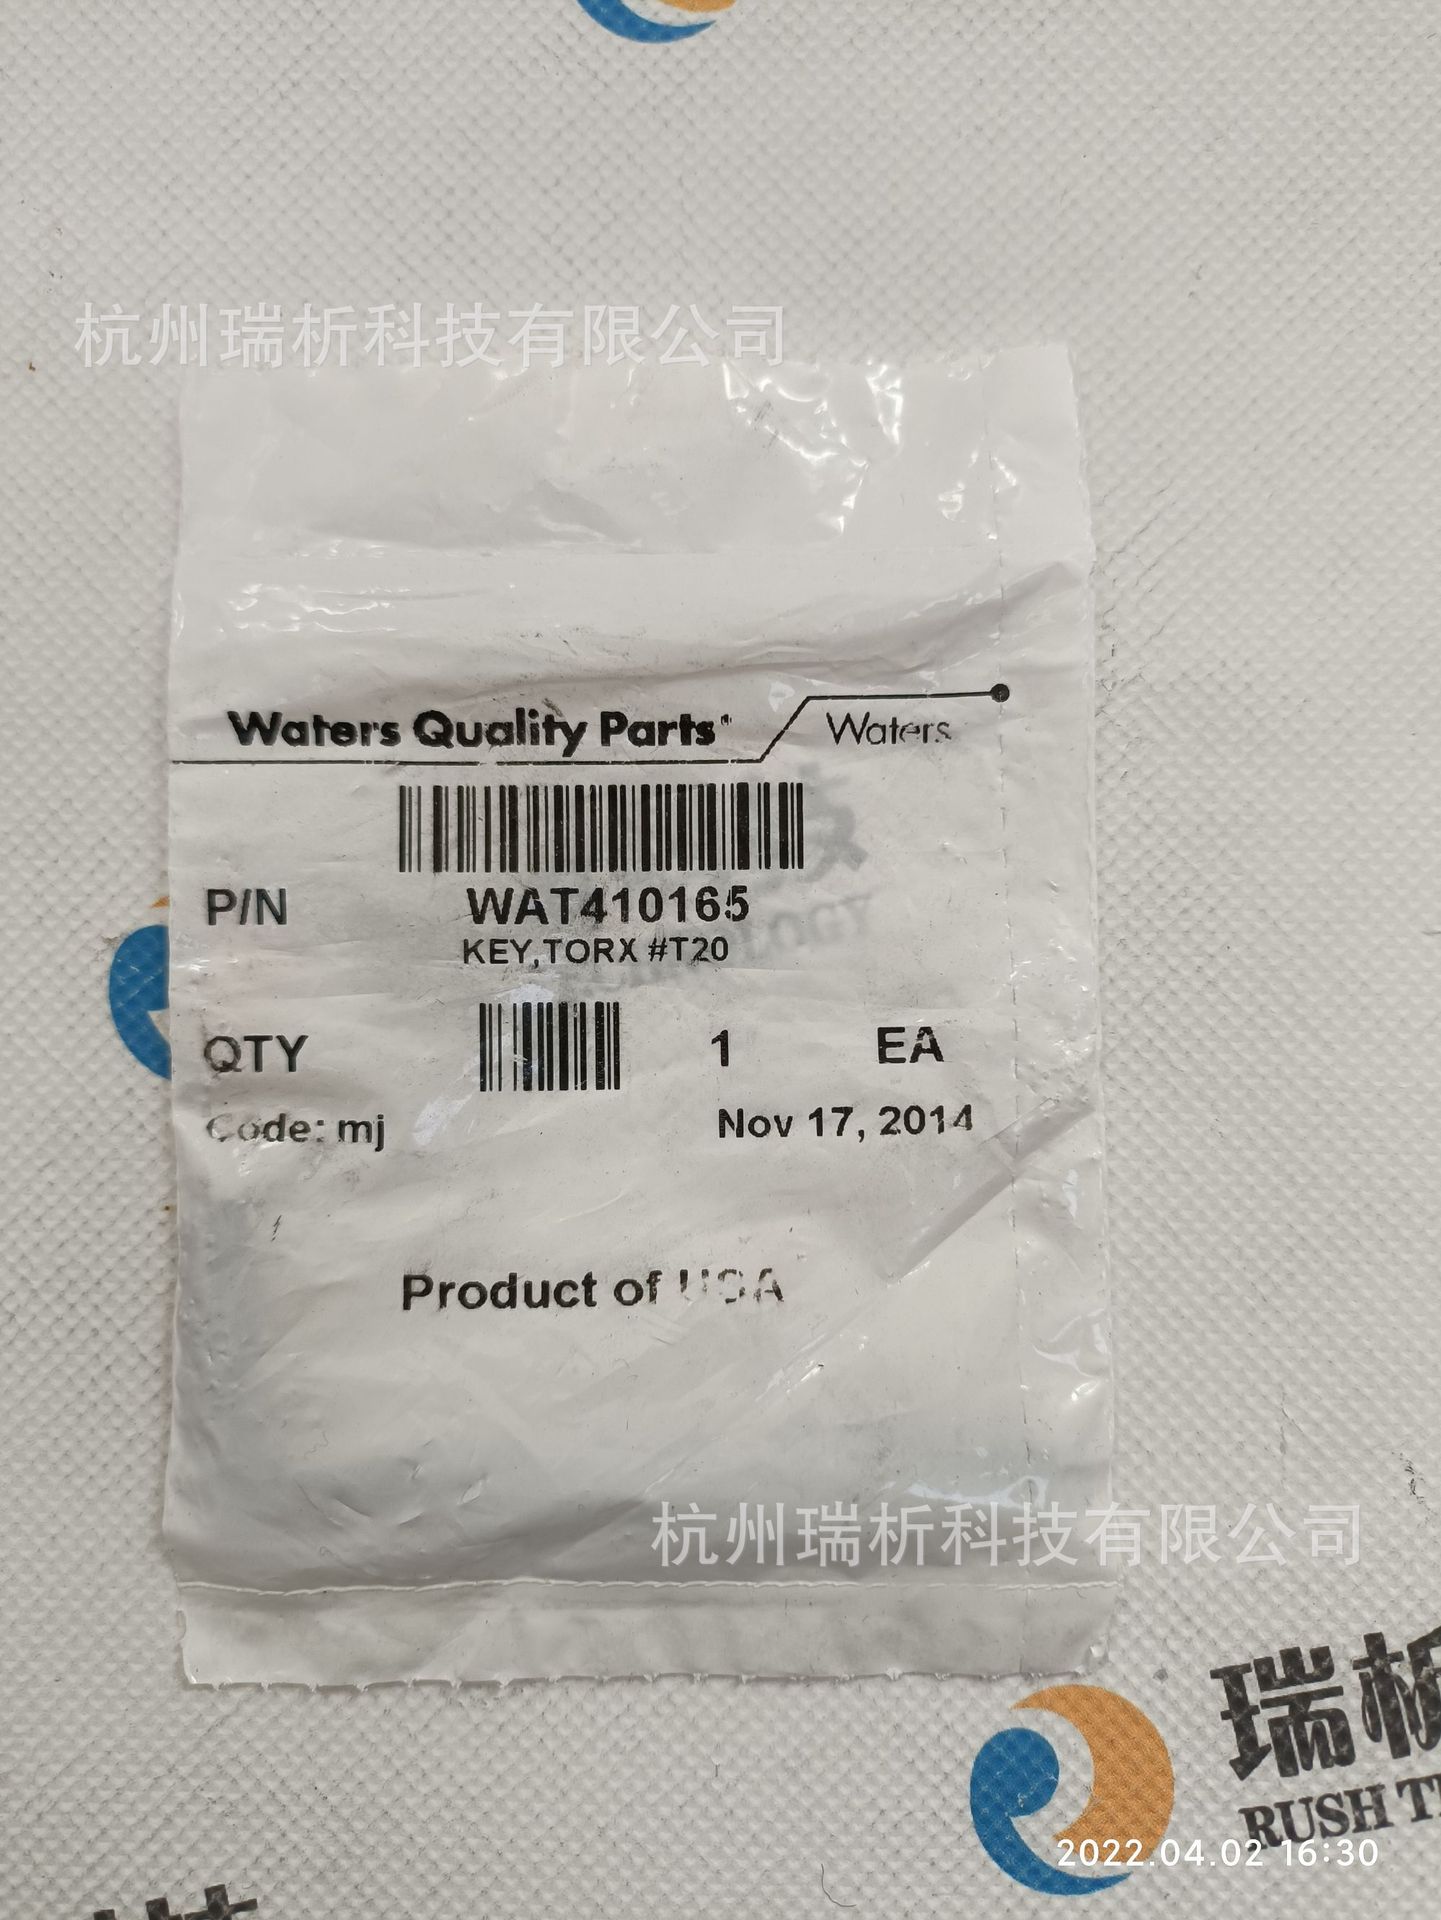 杭州瑞析科技有限公司
Waters Quality Parts
Waters
P/N WAT410165
KEY,TORX #T20
QTY 1 EA
Code: mj Nov 17, 2014
Product of USA
杭州瑞析科技有限公司
瑞析
RUSH
2022.04.02 16:30